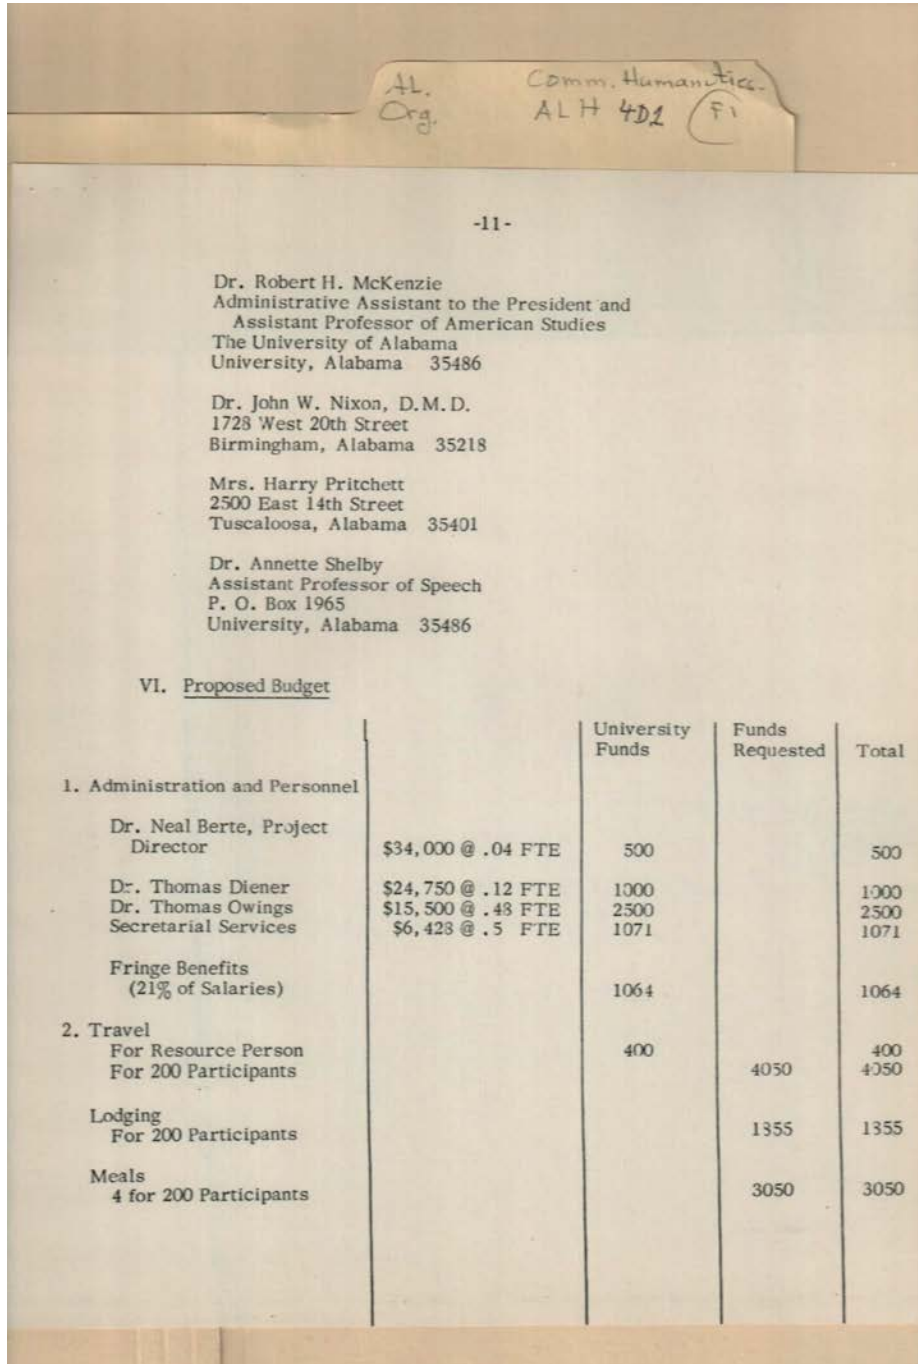 AL. Comm. Humanities.
Org. ALH 4D1 F1
-11-
Dr. Robert H. McKenzie
Administrative Assistant to the President and
Assistant Professor of American Studies
The University of Alabama
University, Alabama 35486
Dr. John W. Nixon, D.M.D.
1728 West 20th Street
Birmingham, Alabama 35218
Mrs. Harry Pritchett
2500 East 14th Street
Tuscaloosa, Alabama 35401
Dr. Annette Shelby
Assistant Professor of Speech
P. O. Box 1965
University, Alabama 35486
VI. Proposed Budget
University Funds
Funds Requested Total
1. Administration and Personnel
Dr. Neal Berte, Project
Director $34,000 @ .04 FTE 500 500
Dr. Thomas Diener $24,750 @ .12 FTE 1000 1000
Dr. Thomas Owings $15,500 @ .48 FTE 2500 2500
Secretarial Services $6,428 @ .5 FTE 1071 1071
Fringe Benefits
(21% of Salaries) 1064 1064
2. Travel
For Resource Person 400 400
For 200 Participants 4050 4050
Lodging
For 200 Participants
Meals
4 for 200 Participants 3050 3050